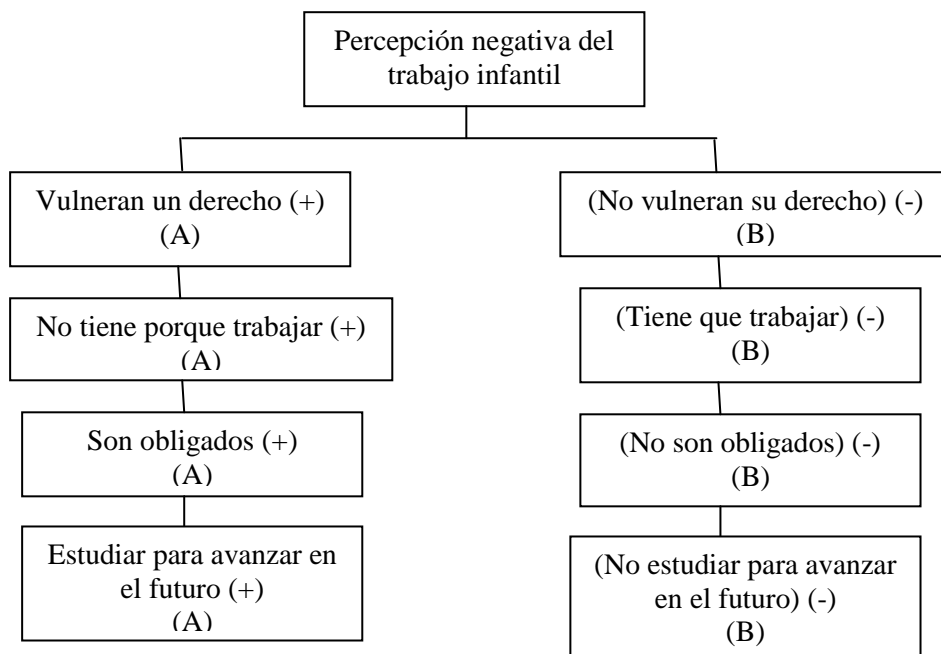 Percepción negativa del
trabajo infantil
Vulneran un derecho (+)
(A)
(No vulneran su derecho) (-)
(B)
No tiene porque trabajar (+)
(A)
(Tiene que trabajar) (-)
(B)
Son obligados (+)
(A)
(No son obligados) (-)
(B)
Estudiar para avanzar en
el futuro (+)
(A)
(No estudiar para avanzar
en el futuro) (-)
(B)